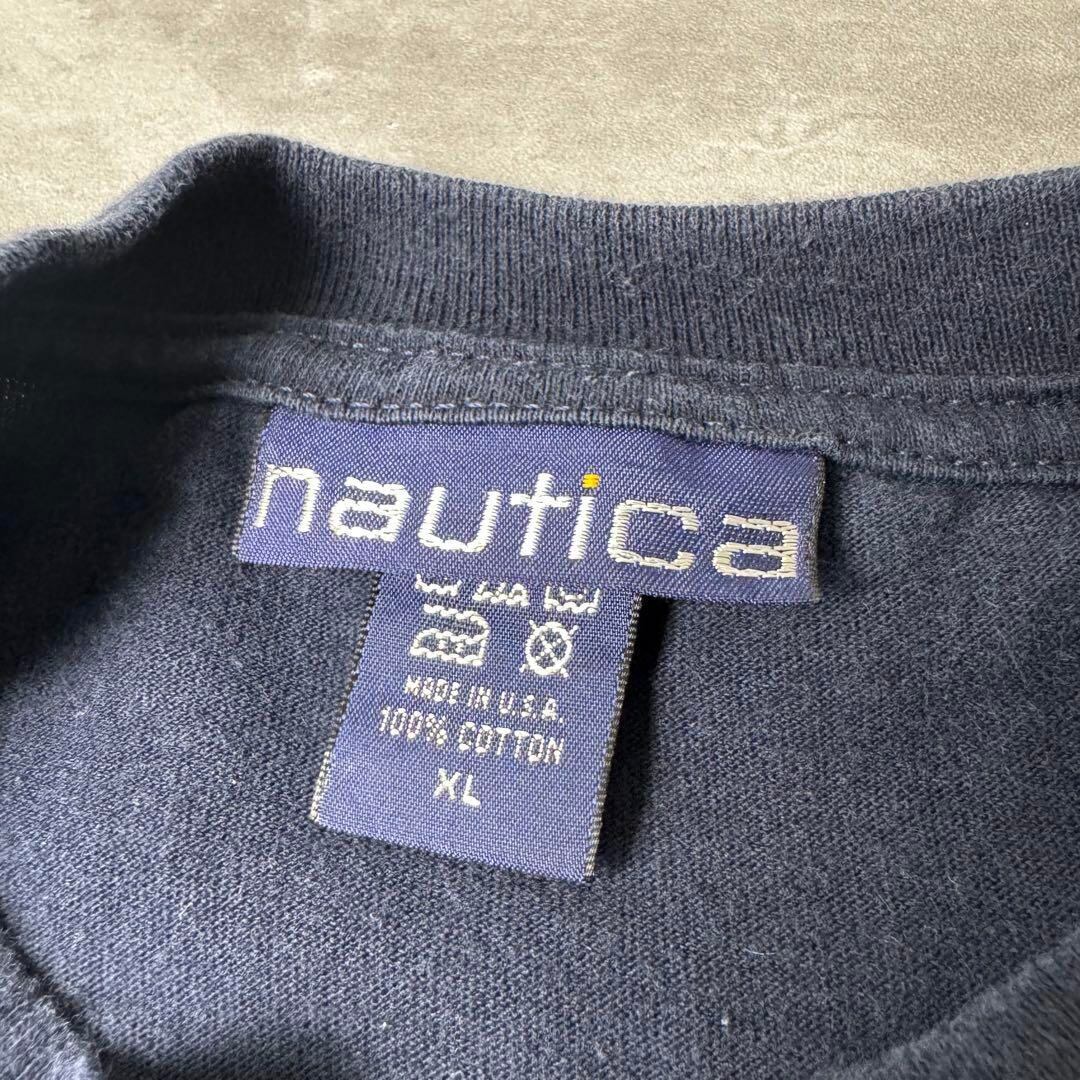 nautica
MADE IN U.S.A.
100% COTTON
XL